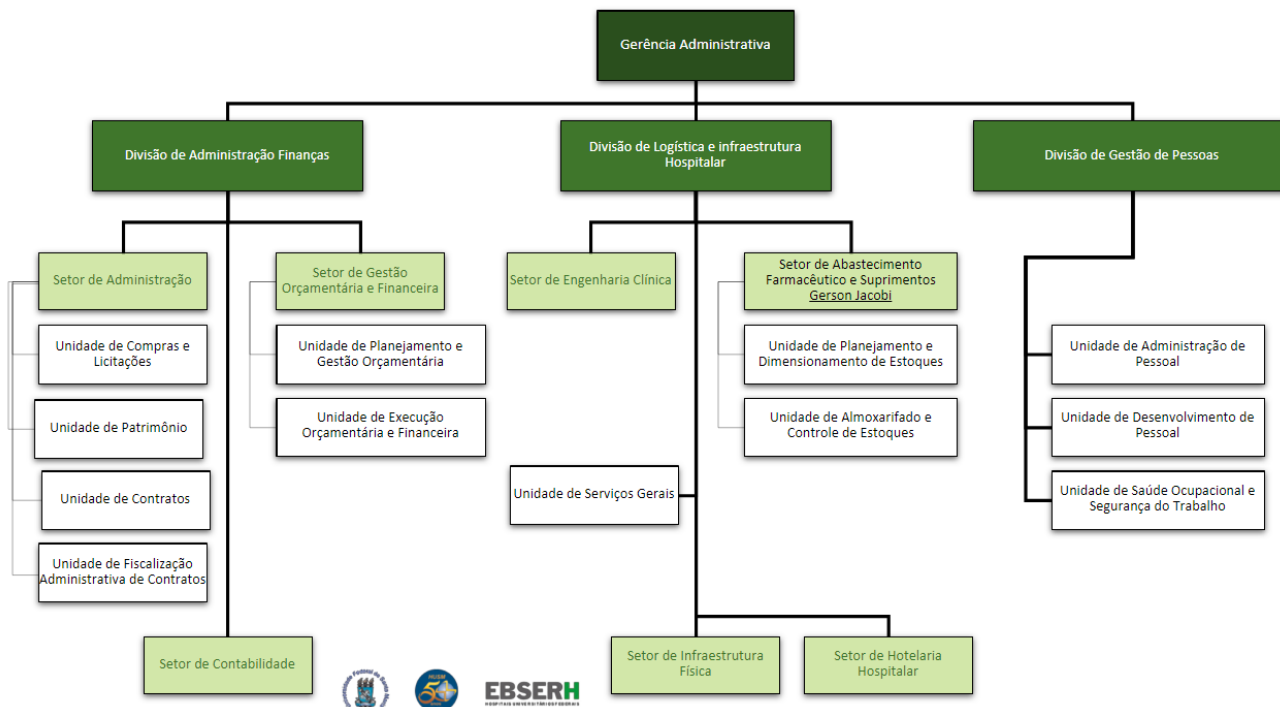 Gerência Administrativa
Divisão de Administração Finanças
Divisão de Logística e infraestrutura
Hospitalar
Divisão de Gestão de Pessoas
Setor de Administração
Setor de Gestão
Orçamentária e Financeira
Setor de Engenharia Clínica
Setor de Abastecimento
Farmacêutico e Suprimentos
Gerson Jacobi
Unidade de Compras e
Licitações
Unidade de Planejamento e
Gestão Orçamentária
Unidade de Planejamento e
Dimensionamento de Estoques
Unidade de Administração de
Pessoal
Unidade de Patrimônio
Unidade de Execução
Orçamentária e Financeira
Unidade de Almoxarifado e
Controle de Estoques
Unidade de Desenvolvimento de
Pessoal
Unidade de Contratos
Unidade de Serviços Gerais
Unidade de Saúde Ocupacional e
Segurança do Trabalho
Unidade de Fiscalização
Administrativa de Contratos
Setor de Contabilidade
Setor de Infraestrutura
Física
Setor de Hotelaria
Hospitalar
HUSM
50
EBSERH
HOSPITAIS UNIVERSITÁRIOS FEDERAIS